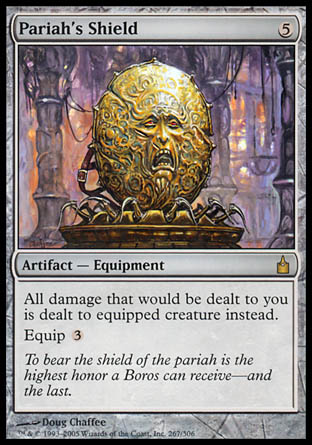 Pariah's Shield 5
Artifact — Equipment
All damage that would be dealt to you
is dealt to equipped creature instead.
Equip 3
To bear the shield of the pariah is the
highest honor a Boros can receive—and
the last.
Doug Chaffee
™ & © 1993–2005 Wizards of the Coast, Inc. 267/306